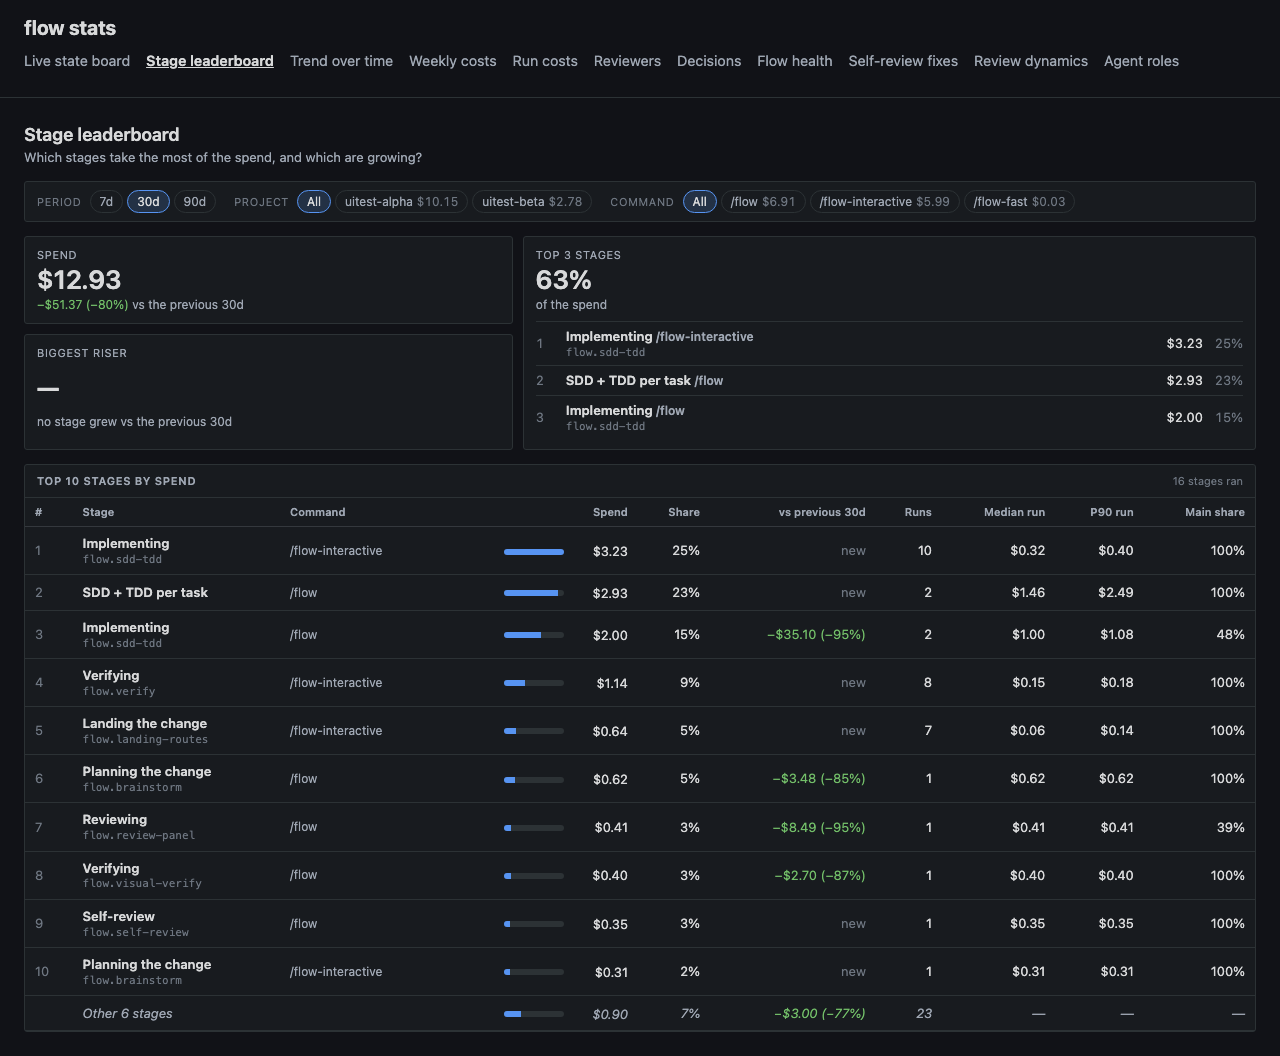 flow stats
Live state board Stage leaderboard Trend over time Weekly costs Run costs Reviewers Decisions Flow health Self-review fixes Review dynamics Agent roles
Stage leaderboard
Which stages take the most of the spend, and which are growing?
PERIOD 7d 30d 90d PROJECT All uitest-alpha $10.15 uitest-beta $2.78 COMMAND All /flow $6.91 /flow-interactive $5.99 /flow-fast $0.03
SPEND
$12.93
−$51.37 (−80%) vs the previous 30d
BIGGEST RISER
—
no stage grew vs the previous 30d
TOP 3 STAGES
63%
of the spend
1 Implementing /flow-interactive $3.23 25%
flow.sdd-tdd
2 SDD + TDD per task /flow $2.93 23%
3 Implementing /flow $2.00 15%
flow.sdd-tdd
TOP 10 STAGES BY SPEND 16 stages ran
# Stage Command Spend Share vs previous 30d Runs Median run P90 run Main share
1 Implementing /flow-interactive $3.23 25% new 10 $0.32 $0.40 100%
flow.sdd-tdd
2 SDD + TDD per task /flow $2.93 23% new 2 $1.46 $2.49 100%
3 Implementing /flow $2.00 15% −$35.10 (−95%) 2 $1.00 $1.08 48%
flow.sdd-tdd
4 Verifying /flow-interactive $1.14 9% new 8 $0.15 $0.18 100%
flow.verify
5 Landing the change /flow-interactive $0.64 5% new 7 $0.06 $0.14 100%
flow.landing-routes
6 Planning the change /flow $0.62 5% −$3.48 (−85%) 1 $0.62 $0.62 100%
flow.brainstorm
7 Reviewing /flow $0.41 3% −$8.49 (−95%) 1 $0.41 $0.41 39%
flow.review-panel
8 Verifying /flow $0.40 3% −$2.70 (−87%) 1 $0.40 $0.40 100%
flow.visual-verify
9 Self-review /flow $0.35 3% new 1 $0.35 $0.35 100%
flow.self-review
10 Planning the change /flow-interactive $0.31 2% new 1 $0.31 $0.31 100%
flow.brainstorm
Other 6 stages $0.90 7% −$3.00 (−77%) 23 — — —